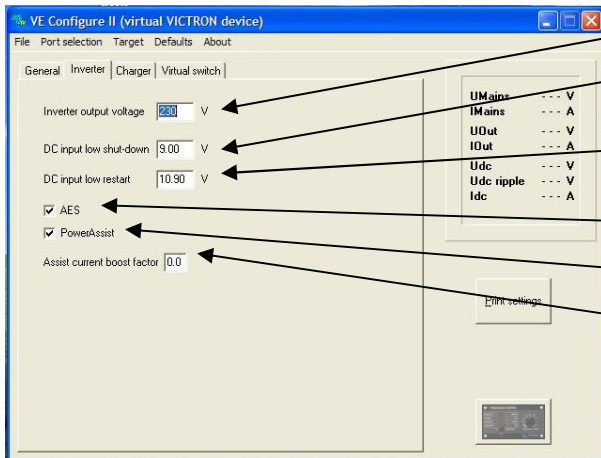 VE Configure II (virtual VICTRON device)
File Port selection Target Defaults About
General Inverter Charger Virtual switch
Inverter output voltage 230 V
DC input low shut-down 9.00 V
DC input low restart 10.90 V
AES
PowerAssist
Assist current boost factor 0.0
UMains --- V
IMains --- A
UOut --- V
IOut --- A
Udc --- V
Udc ripple --- V
Idc --- A
Print settings